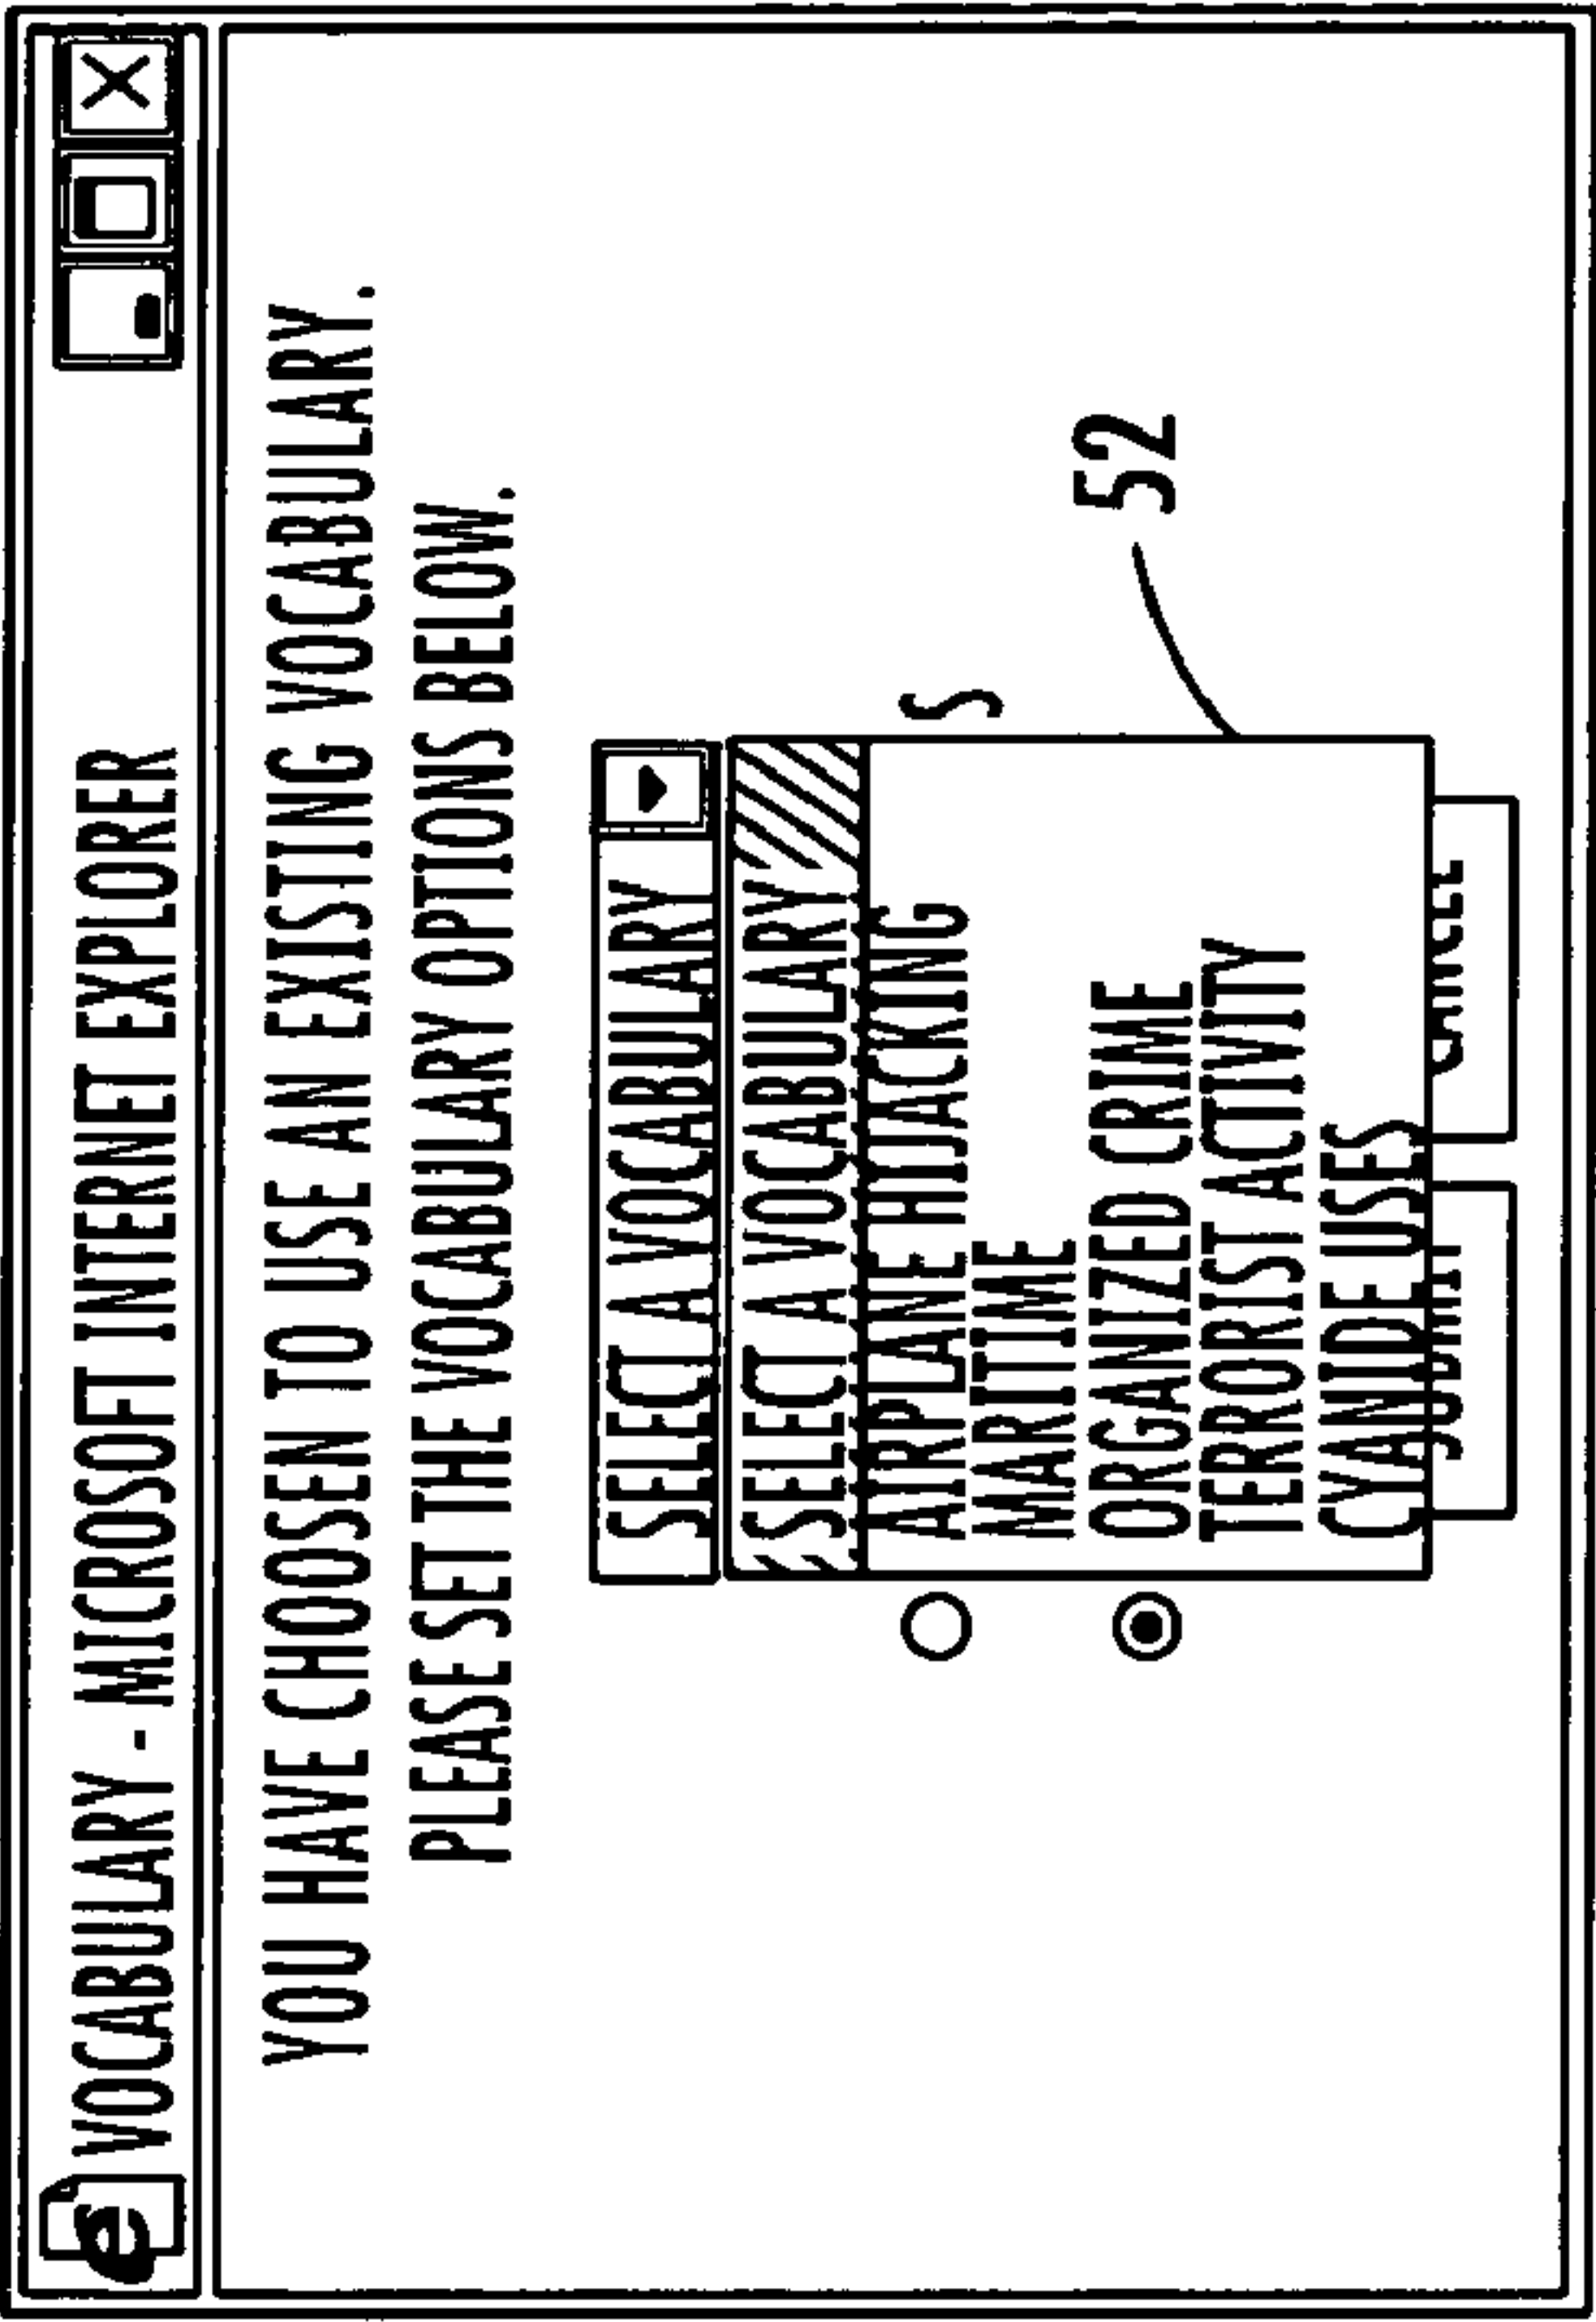 VOCABULARY - MICROSOFT INTERNET EXPLORER
YOU HAVE CHOOSEN TO USE AN EXISTING VOCABULARY.
PLEASE SET THE VOCABULARY OPTIONS BELOW.
SELECT A VOCABULARY
SELECT A VOCABULARY
AIRPLANE HIJACKING
S
MARITIME
ORGANIZED CRIME
TERRORIST ACTIVITY
CYANIDE USES
52